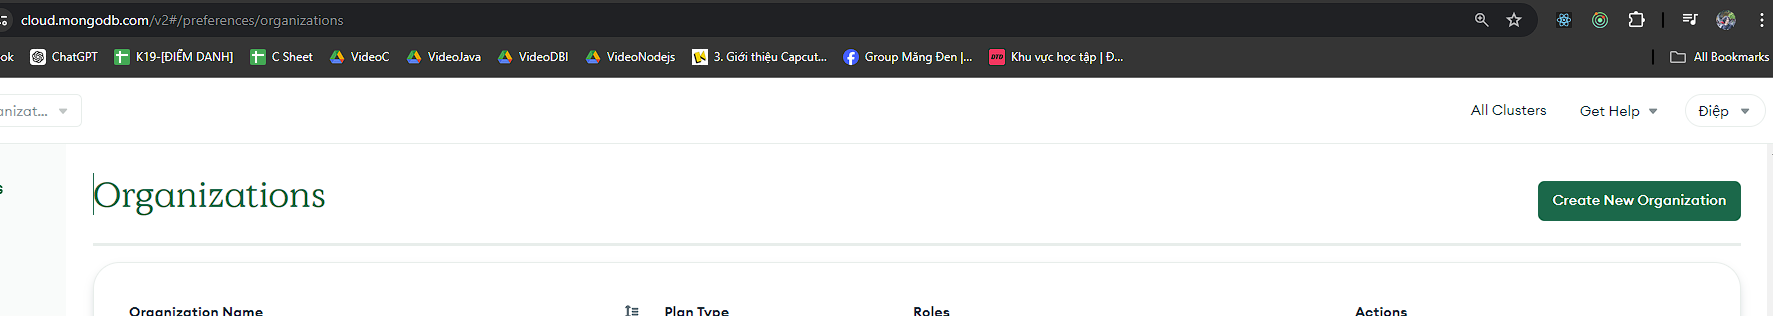 cloud.mongodb.com/v2#/preferences/organizations
ok ChatGPT K19-[ĐIỂM DANH] C Sheet VideoC VideoJava VideoDBI VideoNodejs 3. Giới thiệu Capcut... Group Măng Đen |... Khu vực học tập | Đ... All Bookmarks
anizat... All Clusters Get Help Điệp
s
Organizations Create New Organization
Organization Name Plan Type Roles Actions